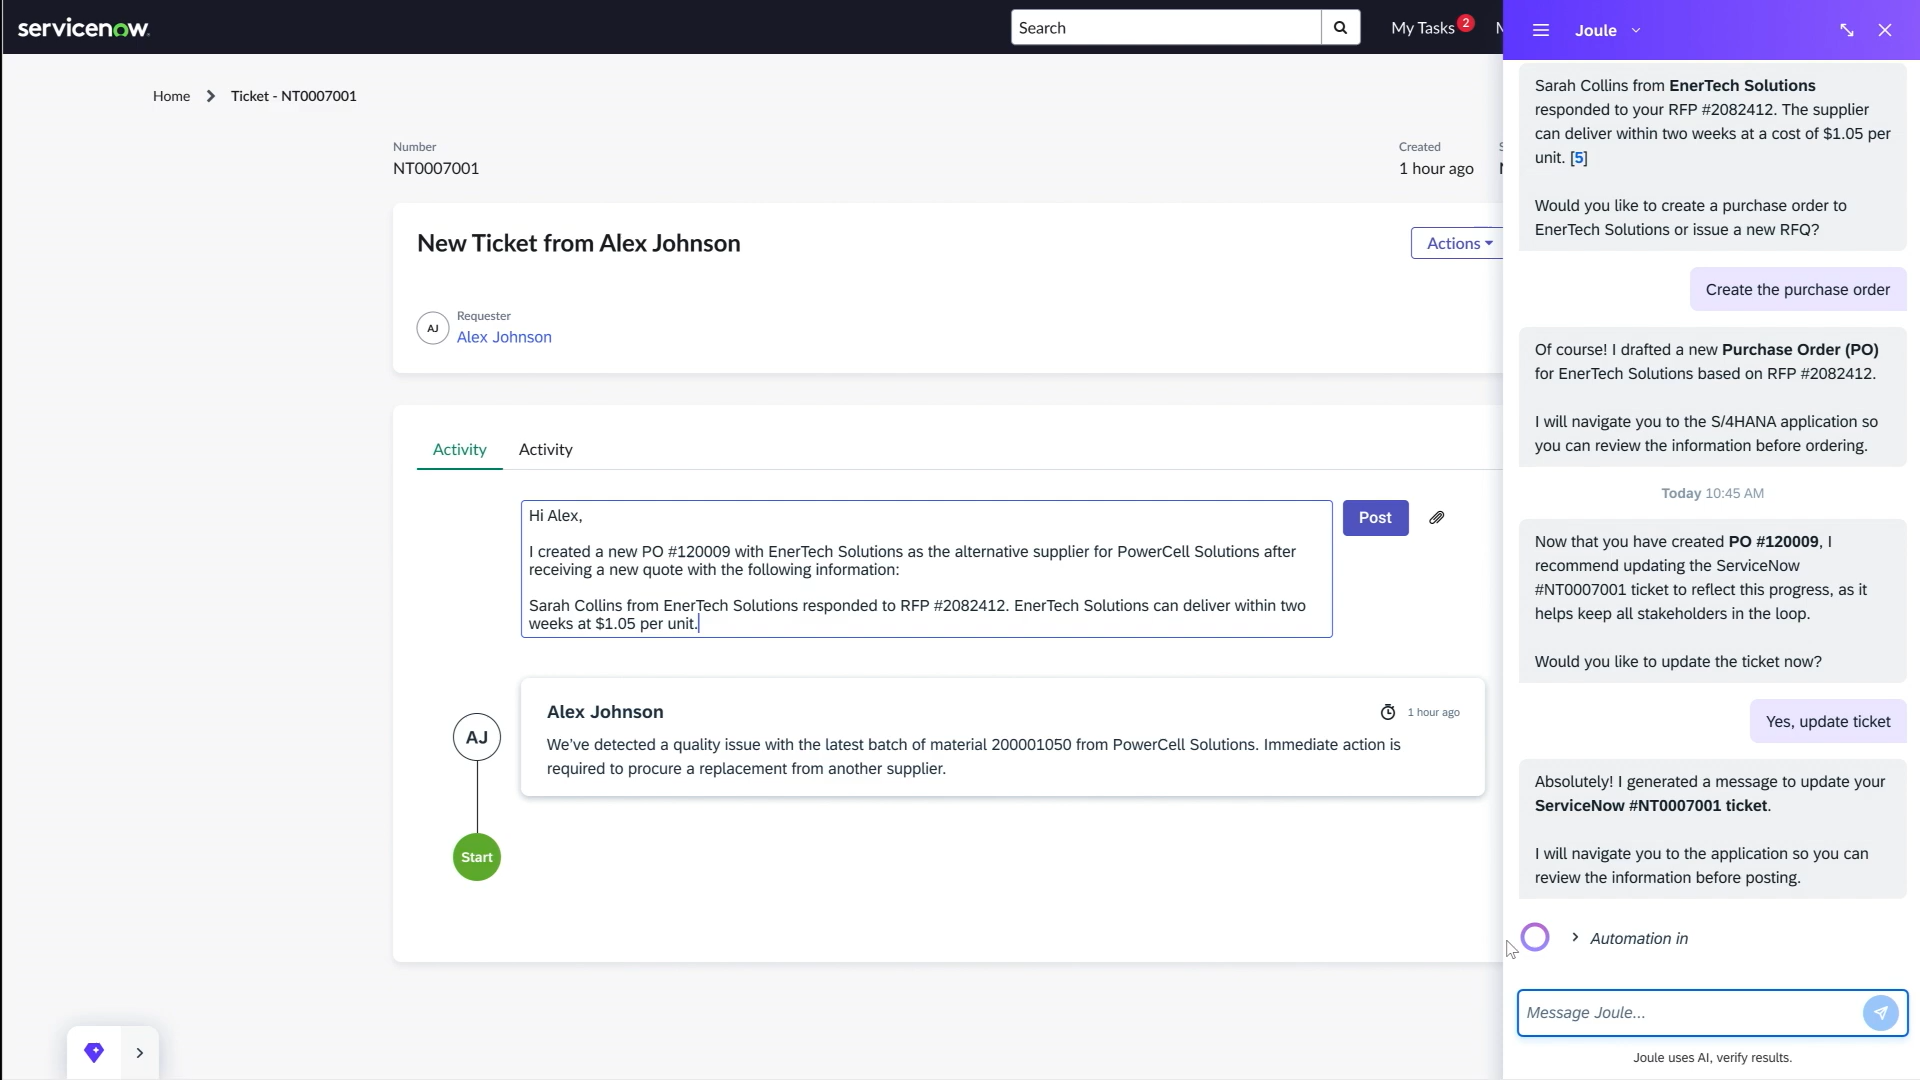 servicenow
Search
My Tasks 2
Joule
Home > Ticket - NT0007001
Number
NT0007001
Created
1 hour ago
New Ticket from Alex Johnson
Actions
AJ
Requester
Alex Johnson
Activity
Activity
Hi Alex,
I created a new PO #120009 with EnerTech Solutions as the alternative supplier for PowerCell Solutions after
receiving a new quote with the following information:
Sarah Collins from EnerTech Solutions responded to RFP #2082412. EnerTech Solutions can deliver within two
weeks at $1.05 per unit.
Post
AJ
Alex Johnson
1 hour ago
We've detected a quality issue with the latest batch of material 200001050 from PowerCell Solutions. Immediate action is
required to procure a replacement from another supplier.
Start
Sarah Collins from EnerTech Solutions
responded to your RFP #2082412. The supplier
can deliver within two weeks at a cost of $1.05 per
unit. [5]
Would you like to create a purchase order to
EnerTech Solutions or issue a new RFQ?
Create the purchase order
Of course! I drafted a new Purchase Order (PO)
for EnerTech Solutions based on RFP #2082412.
I will navigate you to the S/4HANA application so
you can review the information before ordering.
Today 10:45 AM
Now that you have created PO #120009, I
recommend updating the ServiceNow
#NT0007001 ticket to reflect this progress, as it
helps keep all stakeholders in the loop.
Would you like to update the ticket now?
Yes, update ticket
Absolutely! I generated a message to update your
ServiceNow #NT0007001 ticket.
I will navigate you to the application so you can
review the information before posting.
Automation in
Message Joule...
Joule uses AI, verify results.